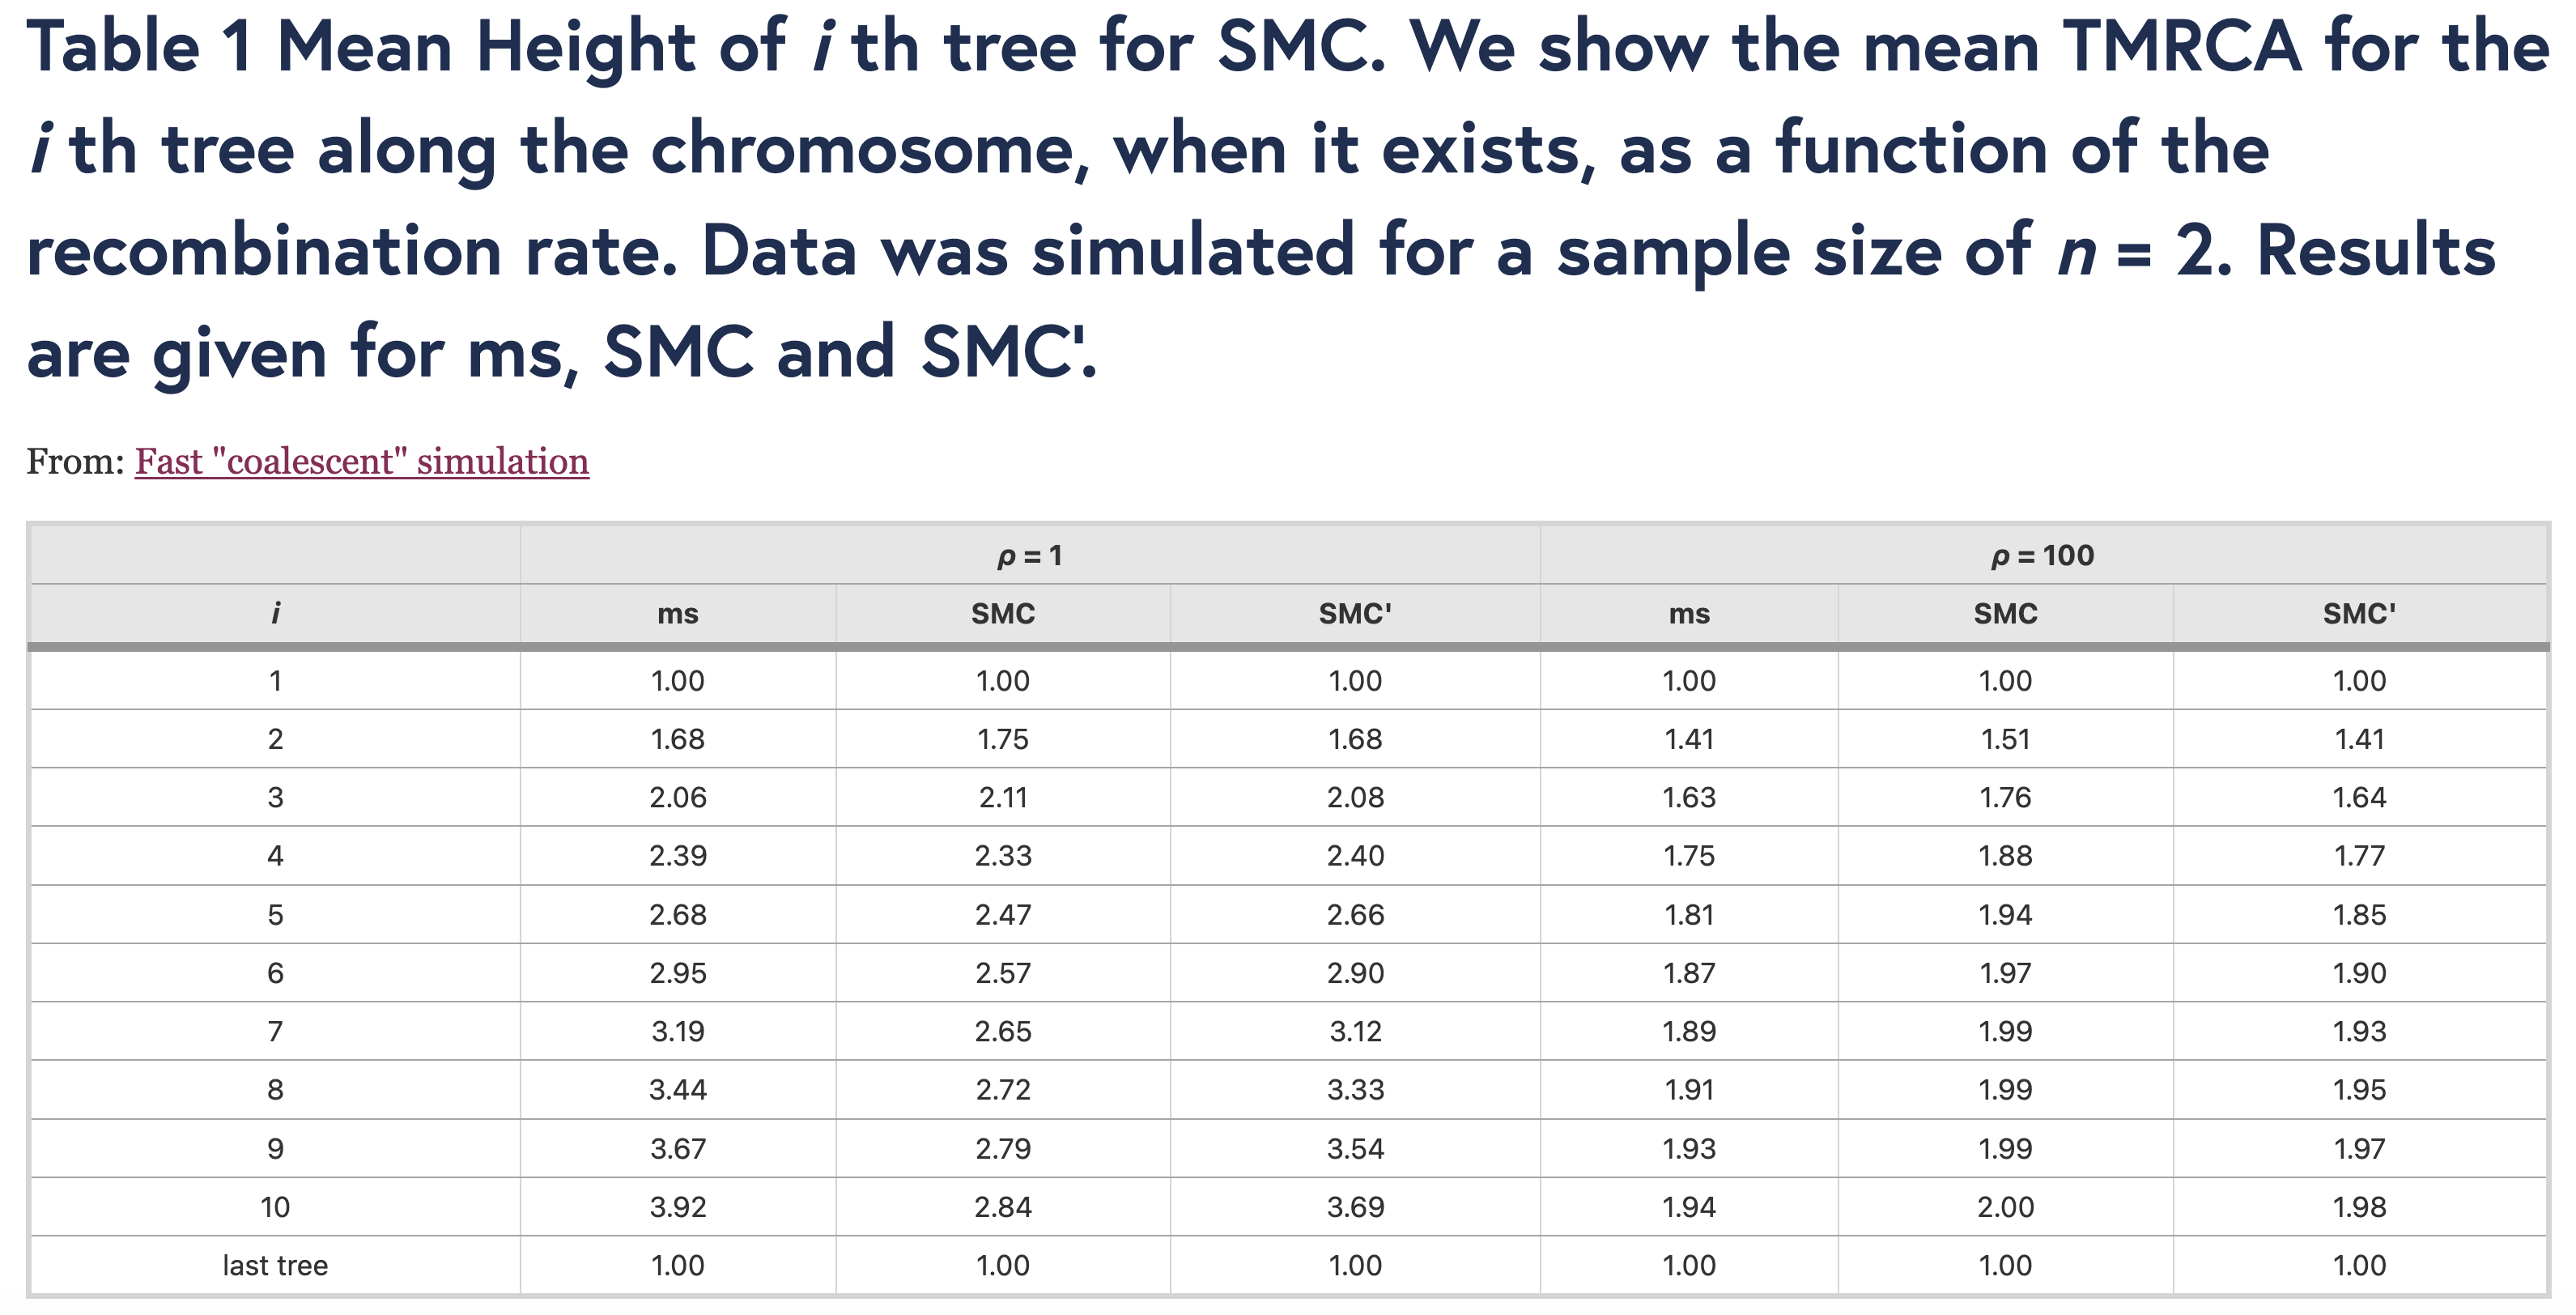 Table 1 Mean Height of i th tree for SMC. We show the mean TMRCA for the
i th tree along the chromosome, when it exists, as a function of the
recombination rate. Data was simulated for a sample size of n = 2. Results
are given for ms, SMC and SMC'.
From: Fast "coalescent" simulation
ρ = 1 ρ = 100
i ms SMC SMC' ms SMC SMC'
1 1.00 1.00 1.00 1.00 1.00 1.00
2 1.68 1.75 1.68 1.41 1.51 1.41
3 2.06 2.11 2.08 1.63 1.76 1.64
4 2.39 2.33 2.40 1.75 1.88 1.77
5 2.68 2.47 2.66 1.81 1.94 1.85
6 2.95 2.57 2.90 1.87 1.97 1.90
7 3.19 2.65 3.12 1.89 1.99 1.93
8 3.44 2.72 3.33 1.91 1.99 1.95
9 3.67 2.79 3.54 1.93 1.99 1.97
10 3.92 2.84 3.69 1.94 2.00 1.98
last tree 1.00 1.00 1.00 1.00 1.00 1.00